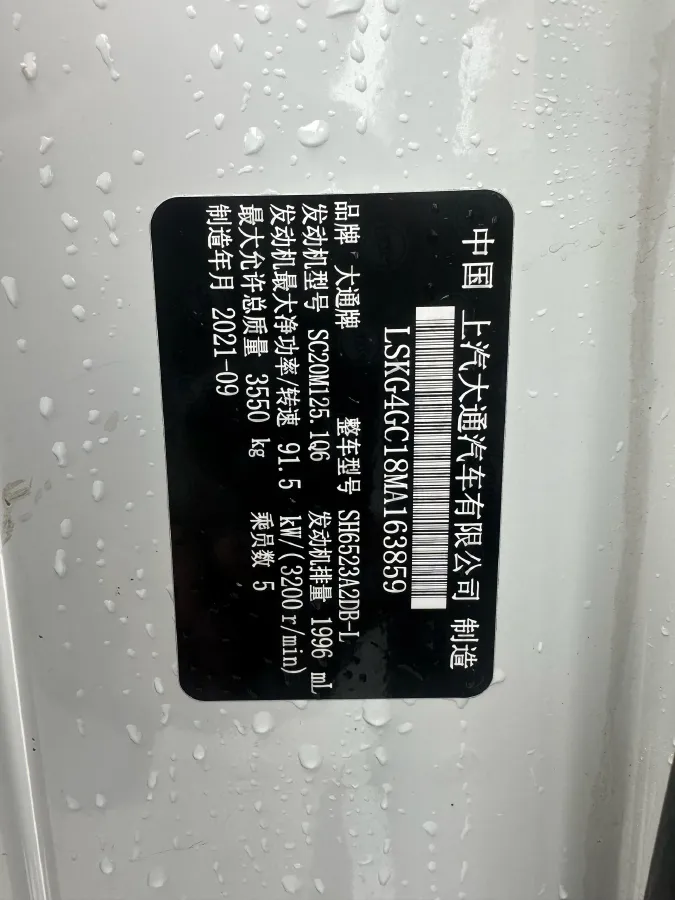 中国 上汽大通汽车有限公司 制造
LSKG4GC18MA163859
品牌 大通牌 整车型号 SH6523A2DB-L
发动机型号 SC20M125.1Q6 发动机排量 1996 mL
发动机最大净功率/转速 91.5 kW/(3200r/min)
最大允许总质量 3550 kg 乘员数 5
制造年月 2021-09